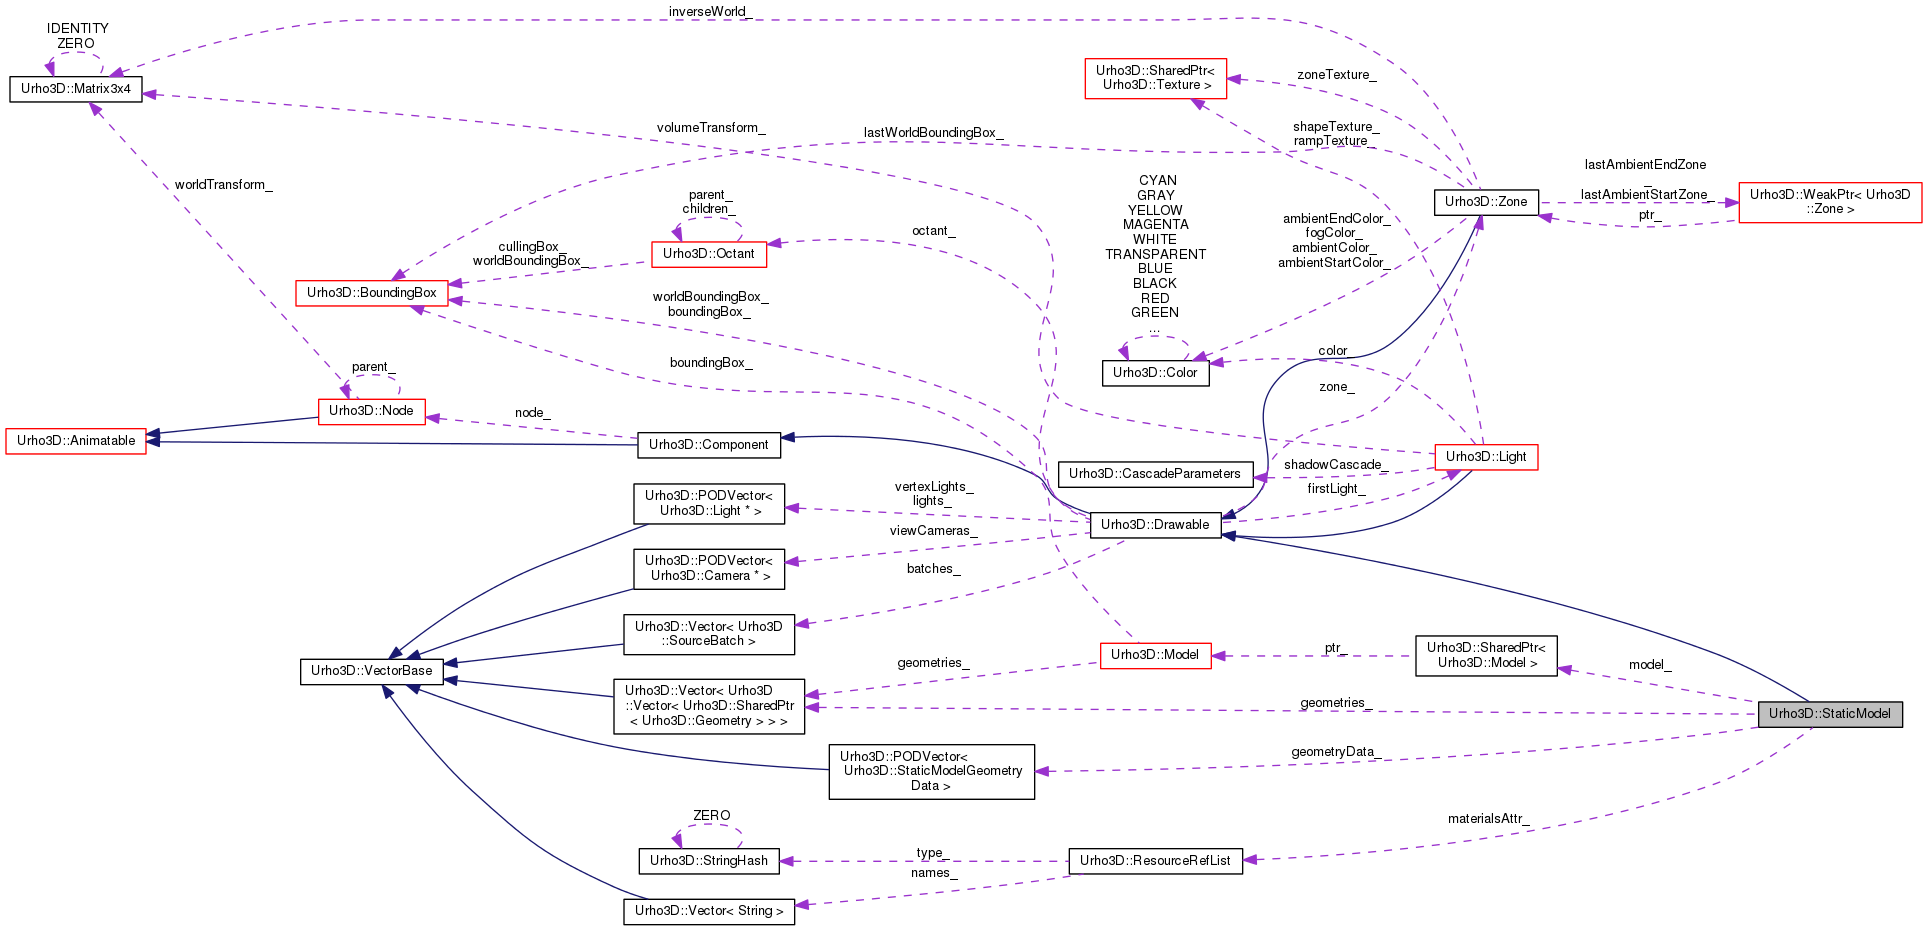 inverseWorld_
IDENTITY
ZERO
Urho3D::Matrix3x4
Urho3D::SharedPtr<
Urho3D::Texture >
zoneTexture_
volumeTransform_
lastWorldBoundingBox_
shapeTexture_
rampTexture_
worldTransform_
lastAmbientEndZone
_
lastAmbientStartZone_
ptr_
Urho3D::Zone
Urho3D::WeakPtr< Urho3D
::Zone >
CYAN
GRAY
YELLOW
MAGENTA
WHITE
TRANSPARENT
BLUE
BLACK
RED
GREEN
...
parent_
children_
octant_
ambientEndColor_
fogColor_
ambientColor_
ambientStartColor_
cullingBox_
worldBoundingBox_
Urho3D::Octant
Urho3D::BoundingBox
worldBoundingBox_
boundingBox_
boundingBox_
color
Urho3D::Color
zone_
parent_
Urho3D::Node
node_
Urho3D::Animatable
Urho3D::Component
Urho3D::Light
Urho3D::CascadeParameters
shadowCascade_
firstLight_
vertexLights_
lights_
Urho3D::PODVector<
Urho3D::Light * >
Urho3D::Drawable
viewCameras_
Urho3D::PODVector<
Urho3D::Camera * >
batches_
Urho3D::Vector< Urho3D
::SourceBatch >
Urho3D::VectorBase
geometries_
Urho3D::Model
ptr_
Urho3D::SharedPtr<
Urho3D::Model >
model_
Urho3D::Vector< Urho3D
::Vector< Urho3D::SharedPtr
< Urho3D::Geometry > > >
geometries_
Urho3D::StaticModel
Urho3D::PODVector<
Urho3D::StaticModelGeometry
Data >
geometryData_
ZERO
Urho3D::StringHash
type_
names_
Urho3D::ResourceRefList
materialsAttr_
Urho3D::Vector< String >